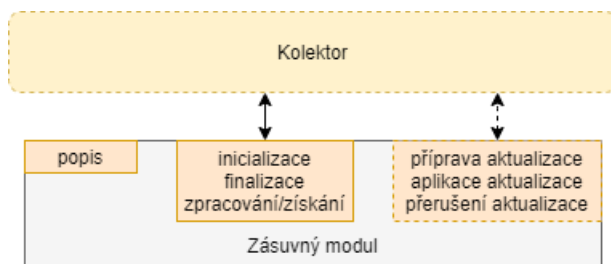 Kolektor
popis
inicializace
finalizace
zpracování/získání
příprava aktualizace
aplikace aktualizace
přerušení aktualizace
Zásuvný modul